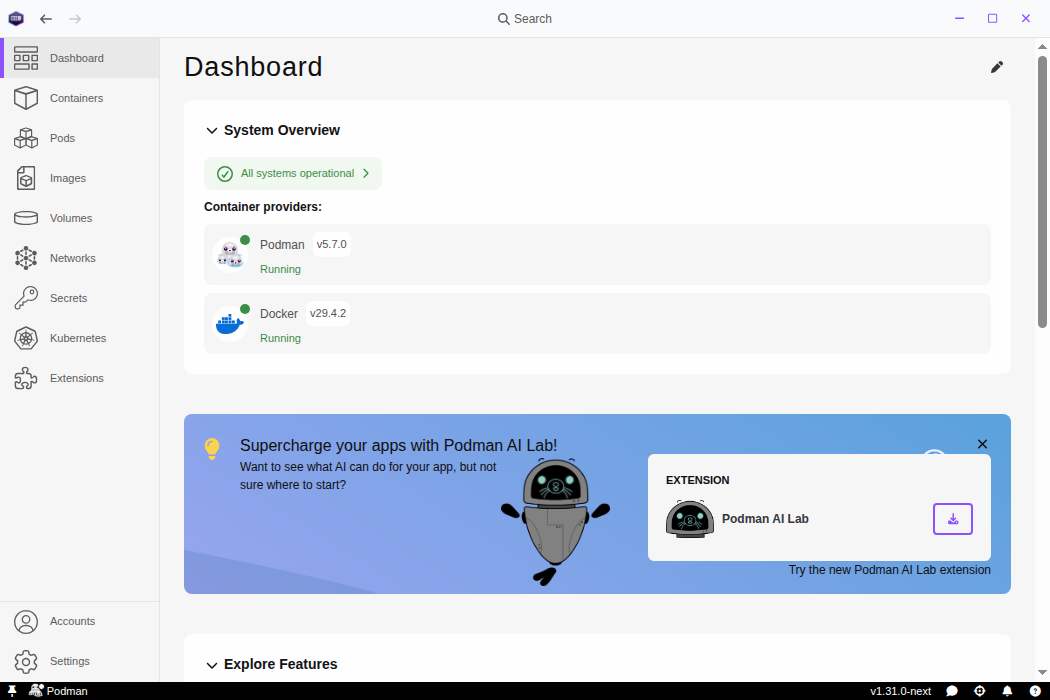 Search
Dashboard
Containers
Pods
Images
Volumes
Networks
Secrets
Kubernetes
Extensions
Accounts
Settings
Dashboard
System Overview
All systems operational
Container providers:
Podman v5.7.0
Running
Docker v29.4.2
Running
Supercharge your apps with Podman AI Lab!
Want to see what AI can do for your app, but not
sure where to start?
EXTENSION
Podman AI Lab
Try the new Podman AI Lab extension
Explore Features
Podman
v1.31.0-next